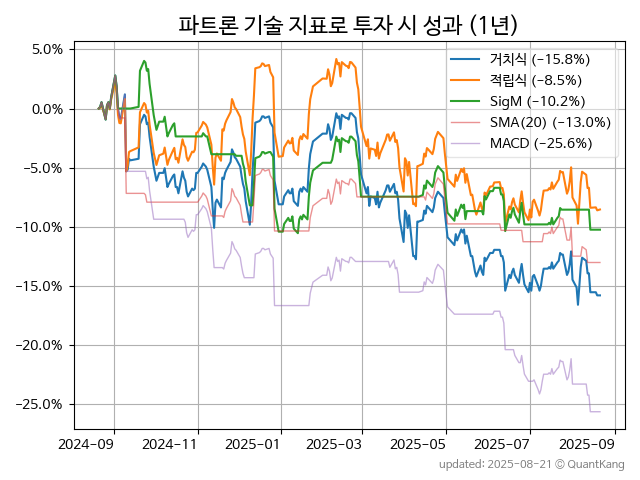 파트론 기술 지표로 투자 시 성과 (1년)
5.0%
0.0%
−5.0%
−10.0%
−15.0%
−20.0%
−25.0%
거치식 (−15.8%)
적립식 (−8.5%)
SigM (−10.2%)
SMA(20) (−13.0%)
MACD (−25.6%)
2024-09 2024-11 2025-01 2025-03 2025-05 2025-07 2025-09
updated: 2025-08-21 © QuantKang